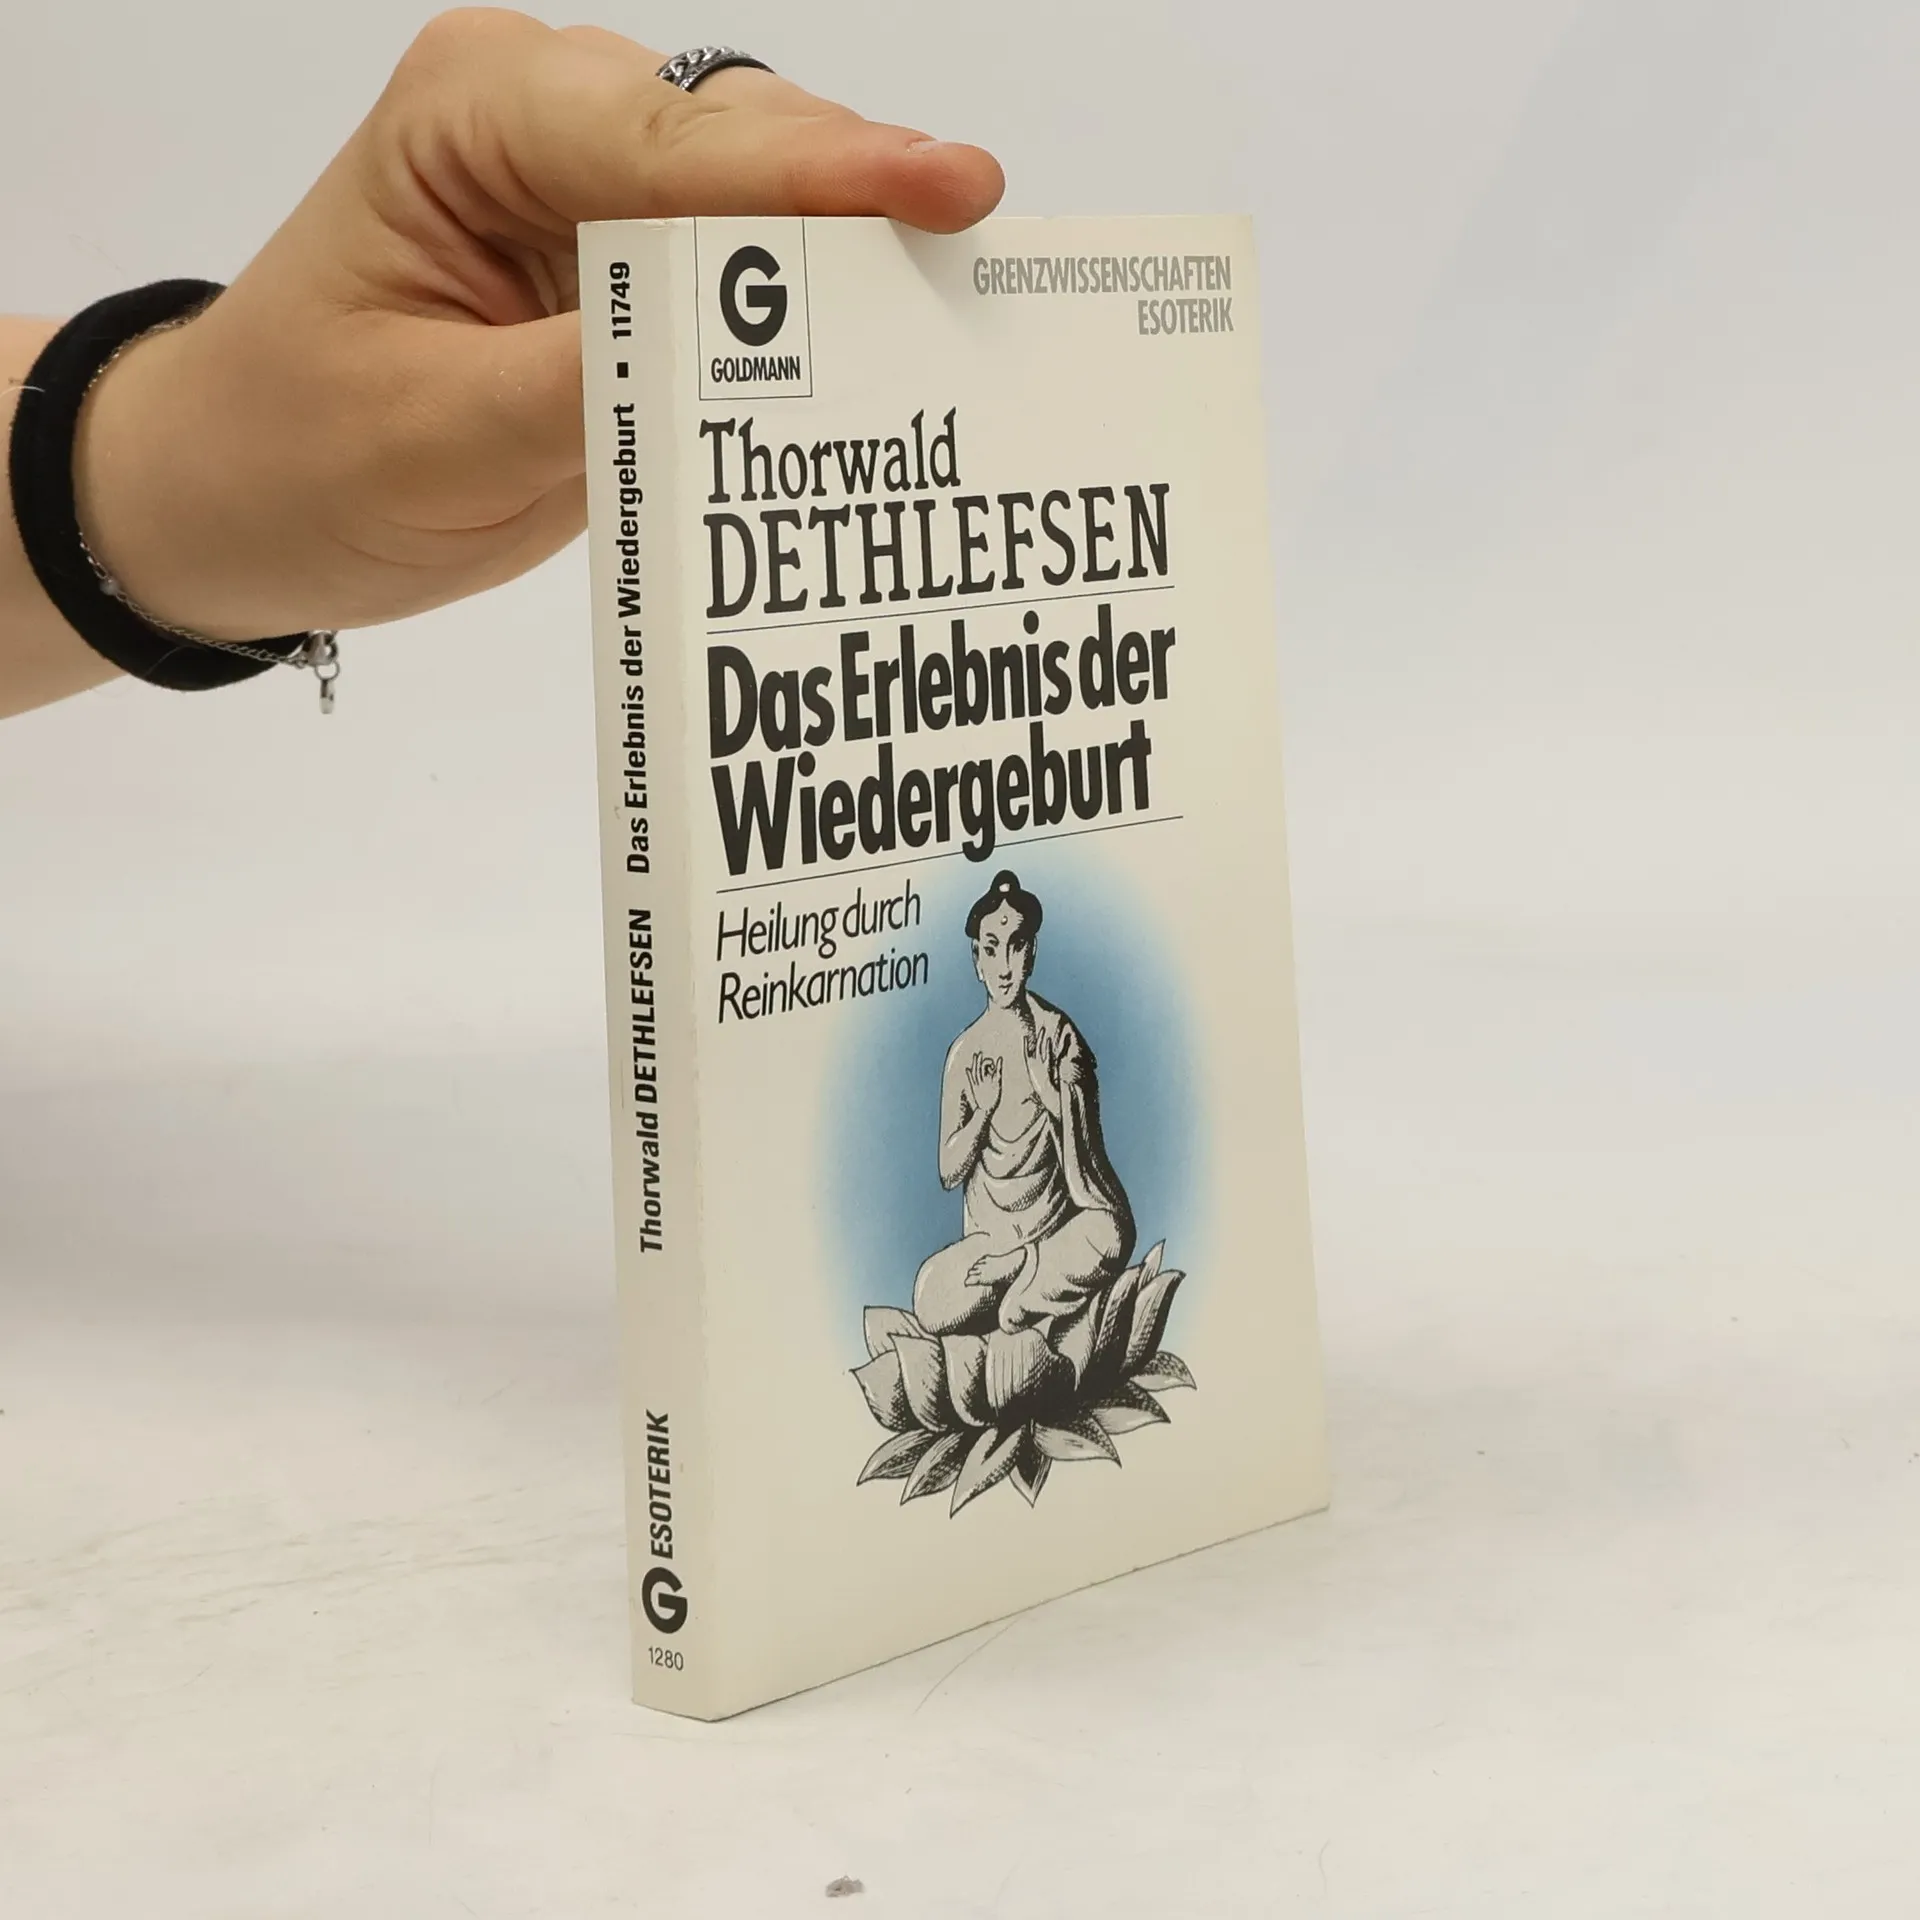 G
GOLDMANN
GRENZWISSENSCHAFTEN
ESOTERIK
Thorwald
DETHLEFSEN
Das Erlebnis der
Wiedergeburt
Heilung durch
Reinkarnation
Thorwald DETHLEFSEN Das Erlebnis der Wiedergeburt ▪ 11749
G ESOTERIK
1280